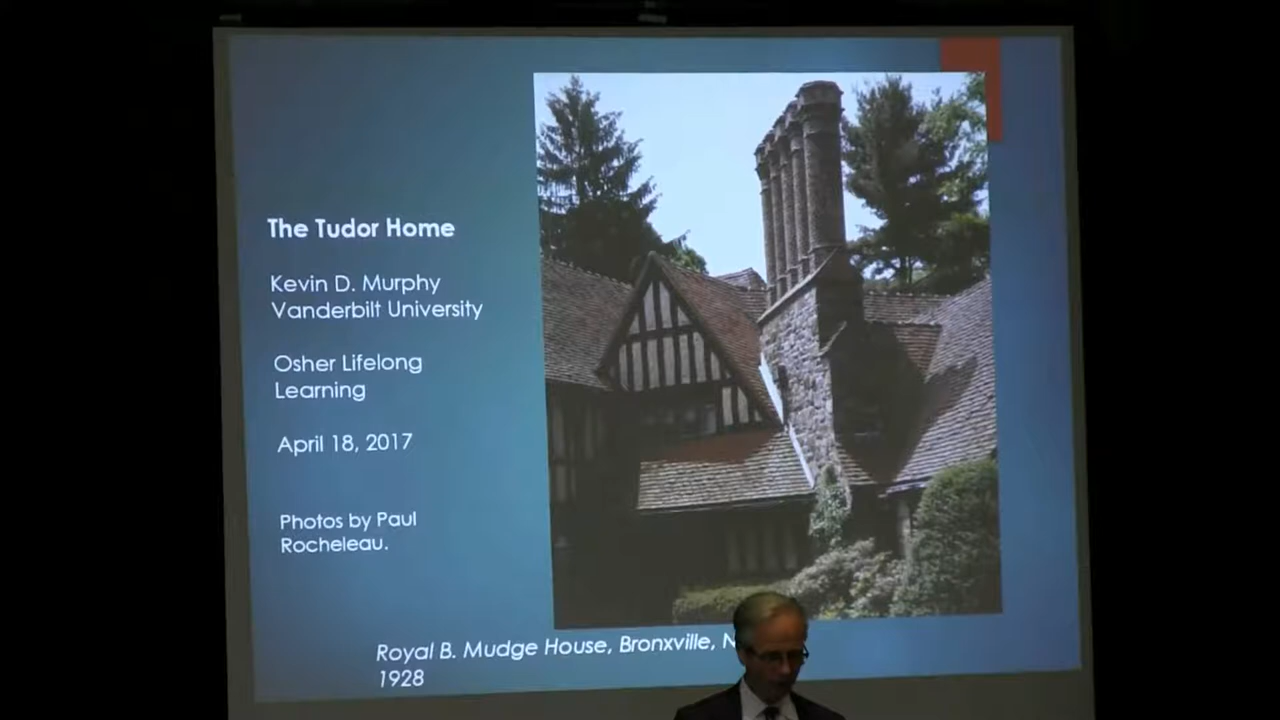 The Tudor Home
Kevin D. Murphy
Vanderbilt University
Osher Lifelong
Learning
April 18, 2017
Photos by Paul
Rocheleau.
Royal B. Mudge House, Bronxville,
1928